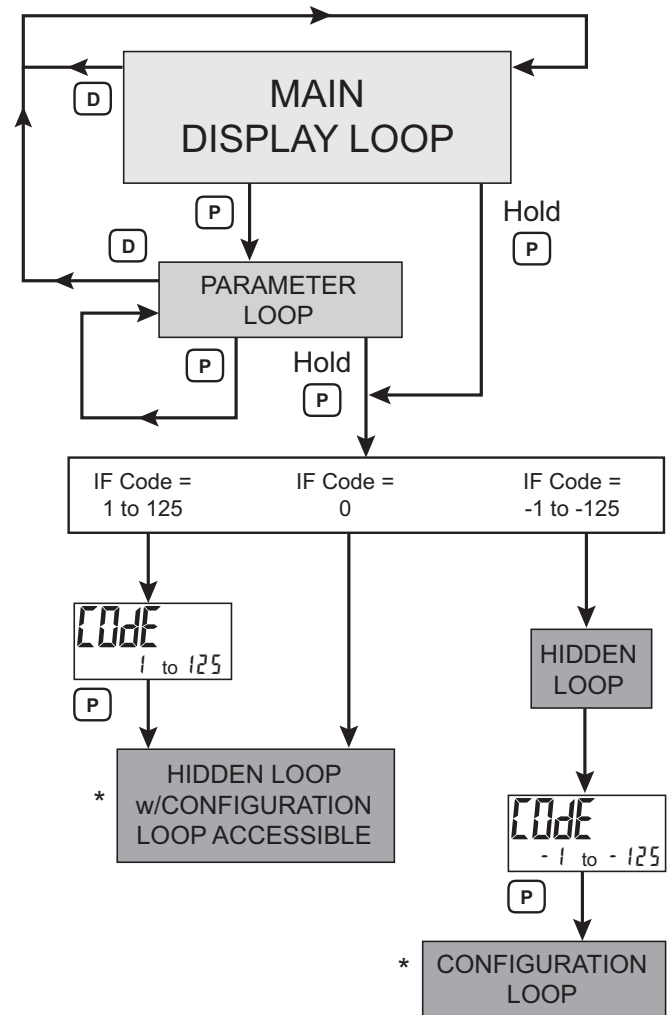 D
MAIN
DISPLAY LOOP
P
Hold
P
D
PARAMETER
LOOP
P
Hold
P
IF Code =
1 to 125
IF Code =
0
IF Code =
-1 to -125
COdE
1 to 125
P
HIDDEN
LOOP
* HIDDEN LOOP
w/CONFIGURATION
LOOP ACCESSIBLE
COdE
-1 to -125
P
* CONFIGURATION
LOOP